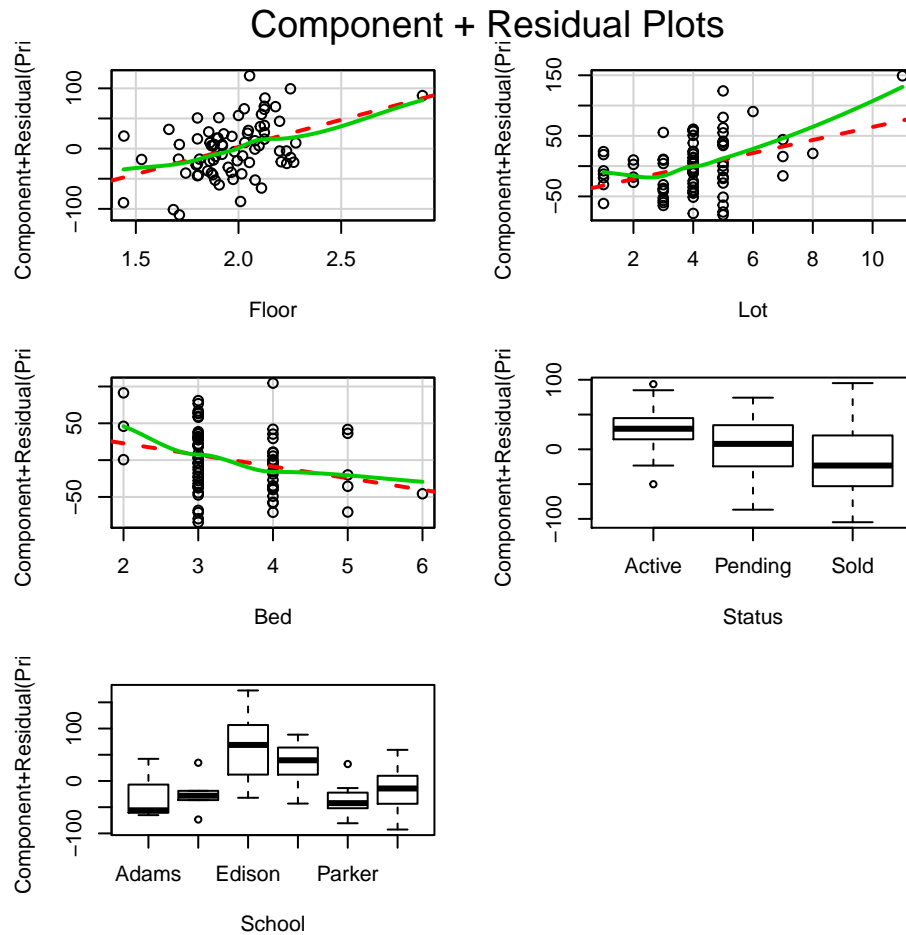 Component + Residual Plots
Component+Residual(Pri
100
0
−100
1.5 2.0 2.5
Floor
Component+Residual(Pri
150
50
−50
2 4 6 8 10
Lot
Component+Residual(Pri
50
−50
2 3 4 5 6
Bed
Component+Residual(Pri
100
0
−100
Active Pending Sold
Status
Component+Residual(Pri
100
0
−100
Adams Edison Parker
School